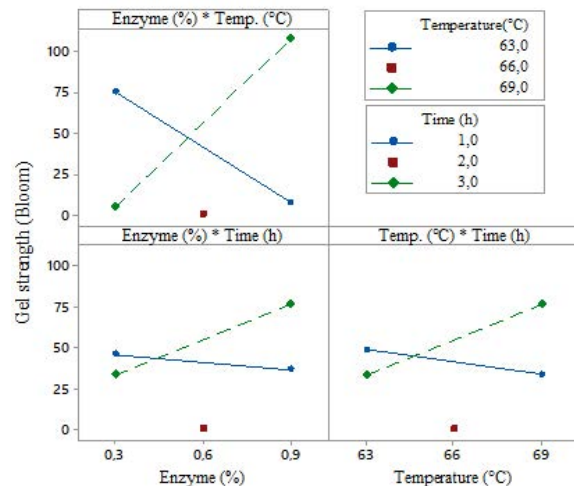 Enzyme (%) * Temp. (°C)
100
75
50
25
0
Temperature(°C)
63,0
66,0
69,0
Time (h)
1,0
2,0
3,0
Gel strength (Bloom)
Enzyme (%) * Time (h)
Temp. (°C) * Time (h)
100
75
50
25
0
0,3
0,6
0,9
63
66
69
Enzyme (%)
Temperature (°C)